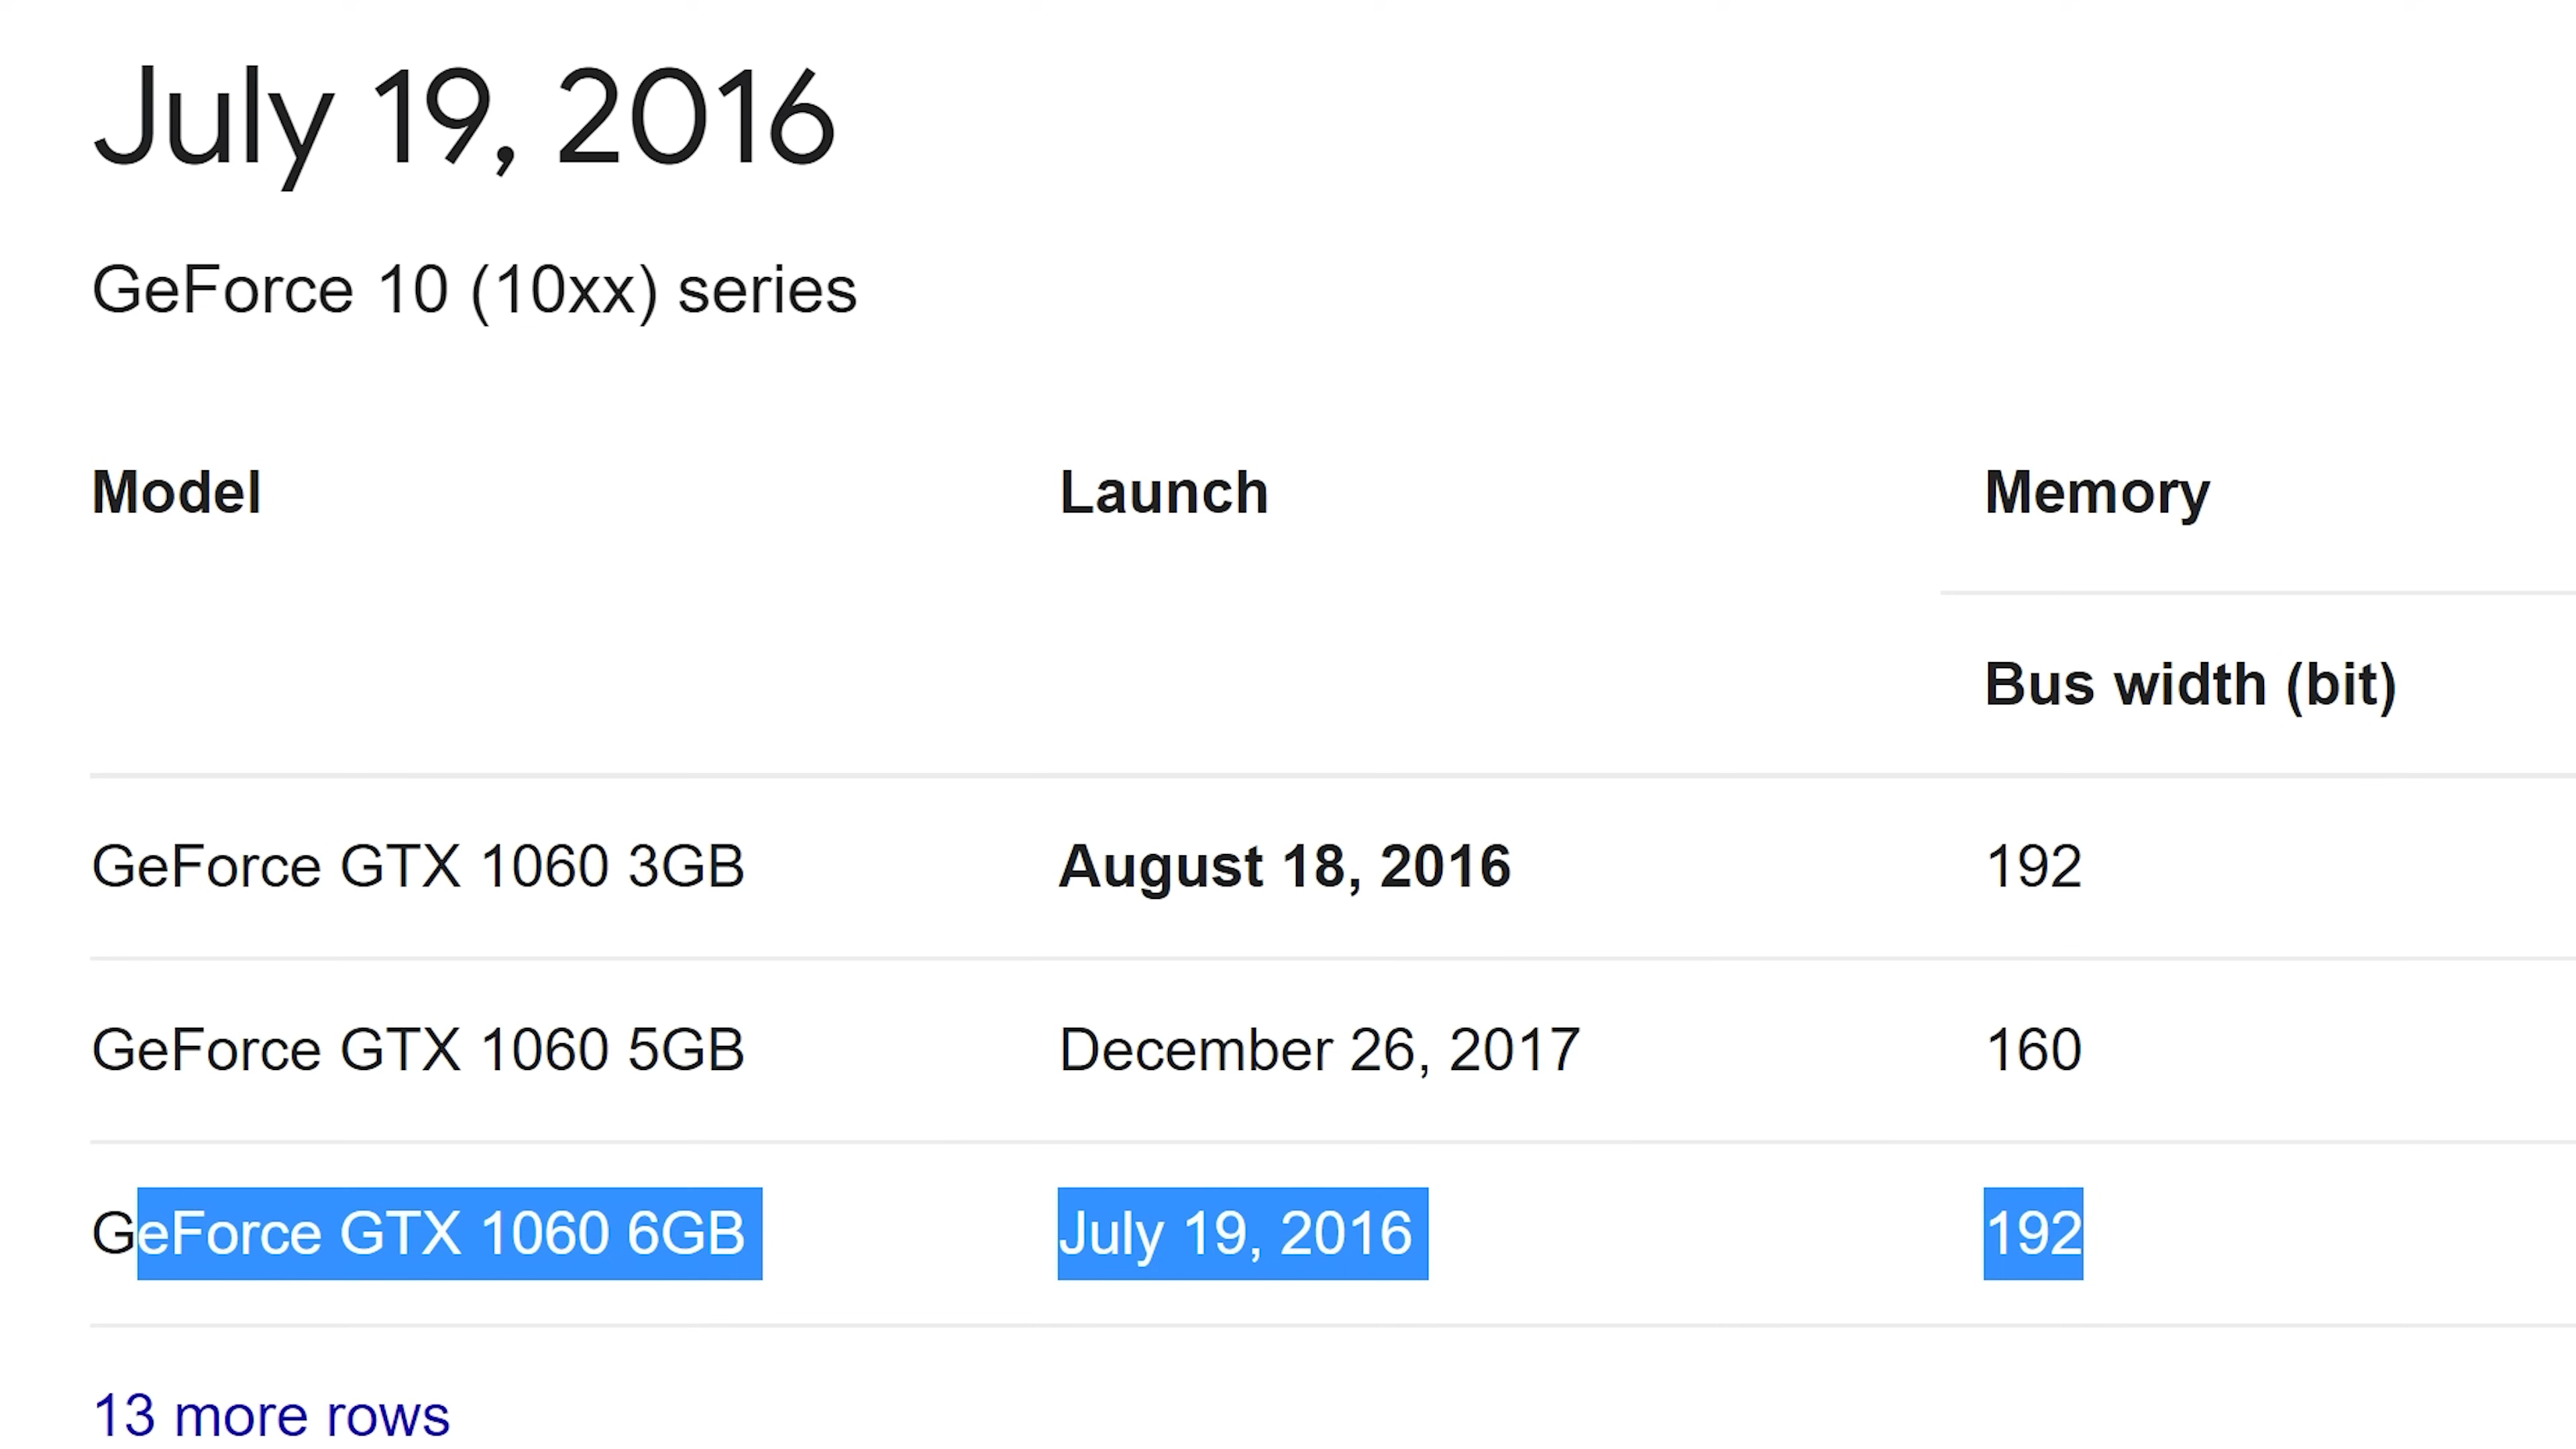 July 19, 2016
GeForce 10 (10xx) series
Model Launch Memory
Bus width (bit)
GeForce GTX 1060 3GB August 18, 2016 192
GeForce GTX 1060 5GB December 26, 2017 160
GeForce GTX 1060 6GB July 19, 2016 192
13 more rows